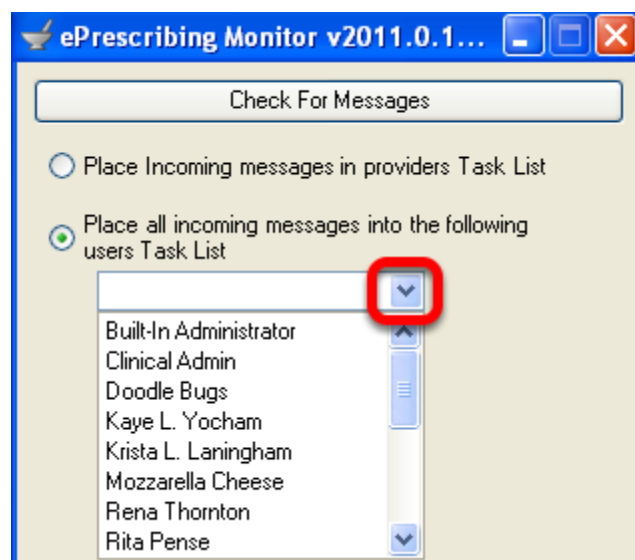 ePrescribing Monitor v2011.0.1...
Check For Messages
Place Incoming messages in providers Task List
Place all incoming messages into the following
users Task List
Built-In Administrator
Clinical Admin
Doodle Bugs
Kaye L. Yocham
Krista L. Laningham
Mozzarella Cheese
Rena Thornton
Rita Pense